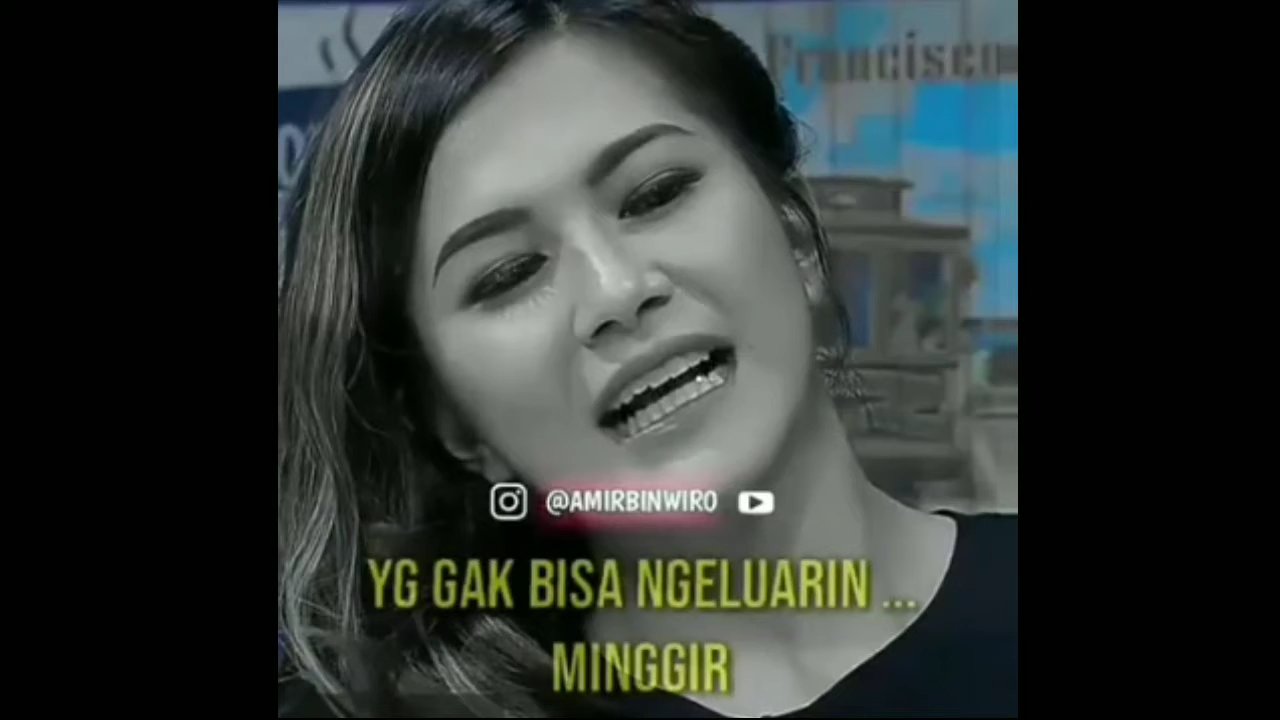 Francisco
@AMIRBINWIRO
YG GAK BISA NGELUARIN ...
MINGGIR